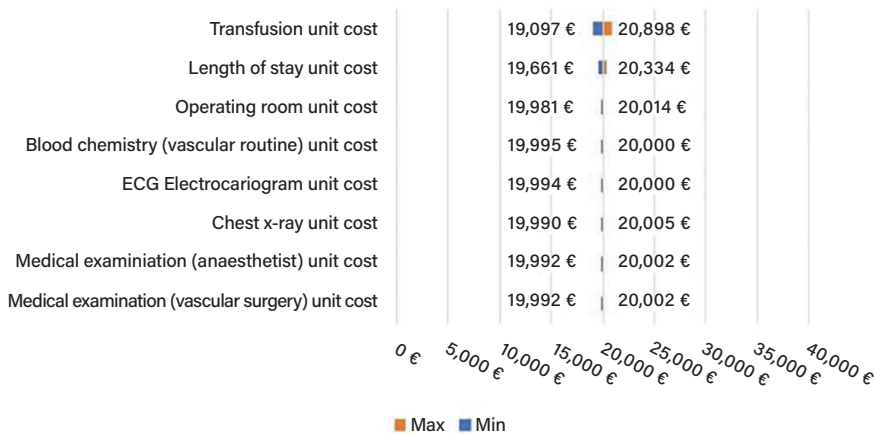 Transfusion unit cost 19,097 € 20,898 €
Length of stay unit cost 19,661 € 20,334 €
Operating room unit cost 19,981 € 20,014 €
Blood chemistry (vascular routine) unit cost 19,995 € 20,000 €
ECG Electrocariogram unit cost 19,994 € 20,000 €
Chest x-ray unit cost 19,990 € 20,005 €
Medical examiniation (anaesthetist) unit cost 19,992 € 20,002 €
Medical examination (vascular surgery) unit cost 19,992 € 20,002 €
0 € 5,000 € 10,000 € 15,000 € 20,000 € 25,000 € 30,000 € 35,000 € 40,000 €
Max Min